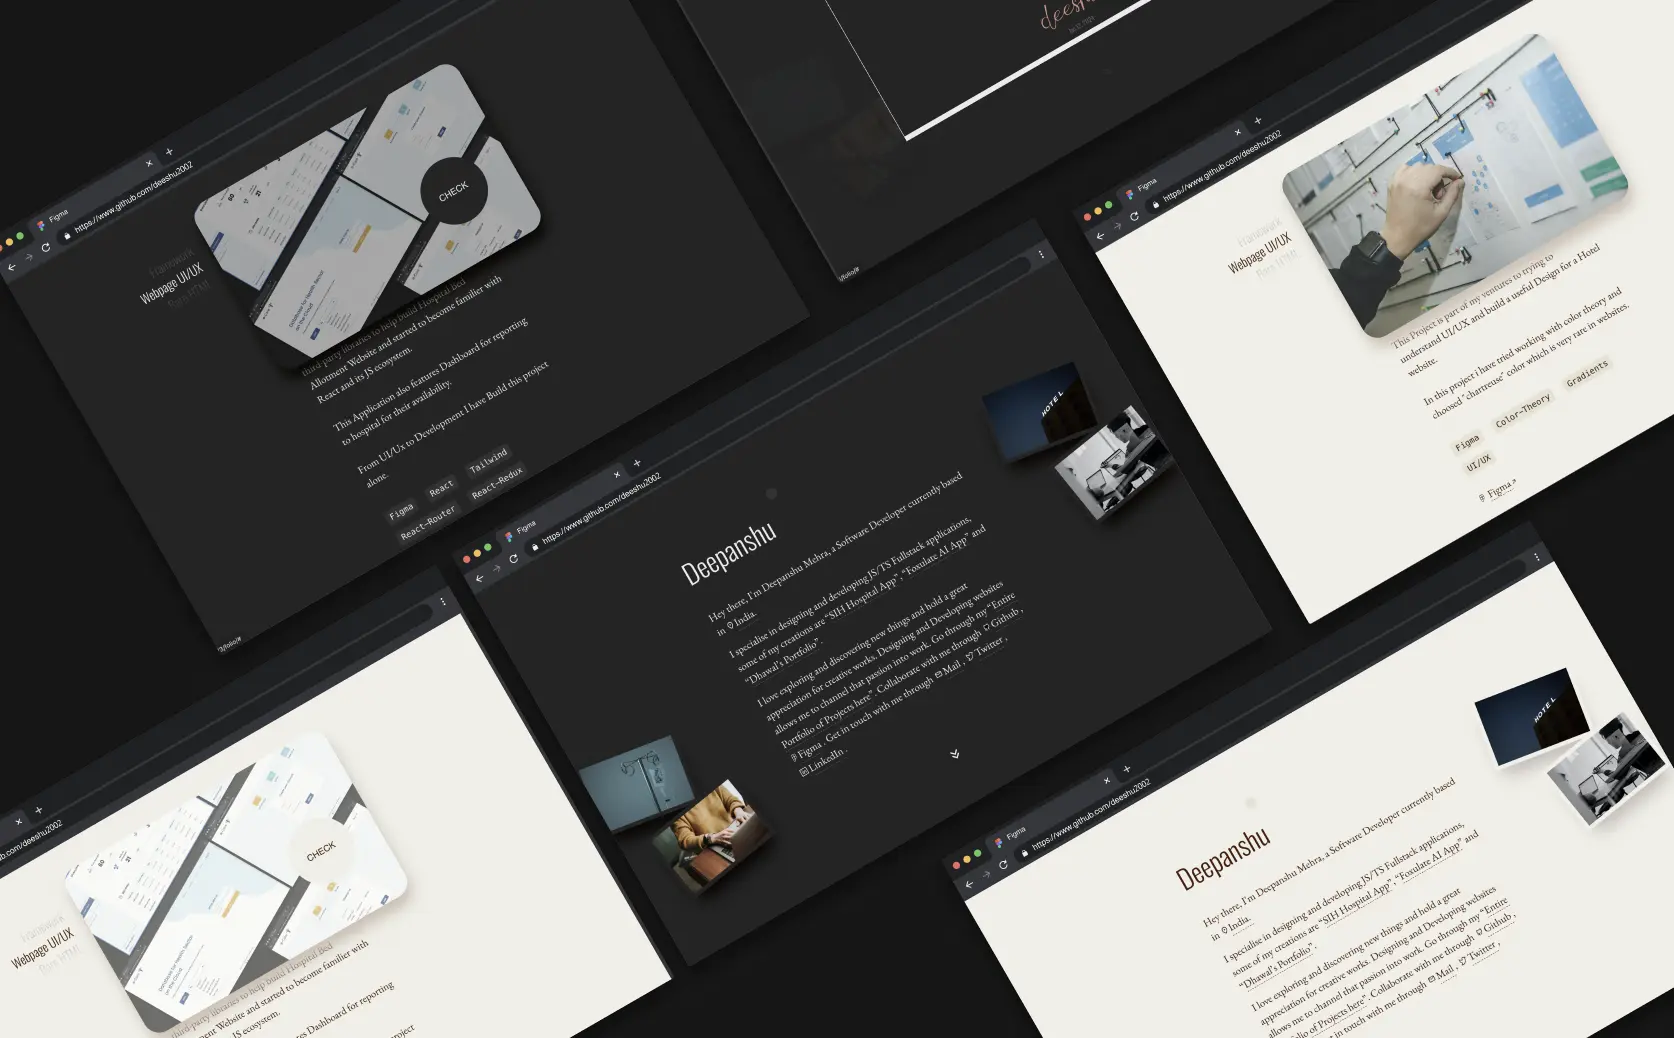 Figma
https://www.github.com/deeshu2002
Framework
Webpage UI/UX
Bare HTML
CHECK
third-party libraries to help build Hospital Bed
Allotment Website and started to become familier with
React and its JS ecosystem.
This Application also features Dashboard for reporting
to hospital for their availability.
From UI/Ux to Development I have Build this project
alone.
Figma
React
Tailwind
React-Router
React-Redux
Figma
https://www.github.com/deeshu2002
Framework
Webpage UI/UX
Bare HTML
This Project is part of my ventures to trying to
understand UI/UX and build a useful Design for a Hotel
website.
In this project i have tried working with color theory and
choosed "chartreuse" color which is very rare in websites.
Figma
Color-Theory
Gradients
UI/UX
Figma
Figma
https://www.github.com/deeshu2002
HOTEL
Deepanshu
Hey there, I'm Deepanshu Mehra, a Software Developer currently based
in India.
I specialise in designing and developing JS/TS Fullstack applications,
some of my creations are "SIH Hospital App", "Foxulate AI App" and
"Dhawal's Portfolio".
I love exploring and discovering new things and hold a great
appreciation for creative works. Designing and Developing websites
allows me to channel that passion into work. Go through my "Entire
Portfolio of Projects here". Collaborate with me through Github,
Figma. Get in touch with me through Mail, Twitter,
LinkedIn.
b.com/deeshu2002
Framework
Webpage UI/UX
Bare HTML
CHECK
third-party libraries to help build Hospital Bed
ment Website and started to become familier with
JS ecosystem.
res Dashboard for reporting
project
Figma
https://www.github.com/deeshu2002
HOTEL
Deepanshu
Hey there, I'm Deepanshu Mehra, a Software Developer currently based
in India.
I specialise in designing and developing JS/TS Fullstack applications,
some of my creations are "SIH Hospital App", "Foxulate AI App" and
"Dhawal's Portfolio".
I love exploring and discovering new things and hold a great
appreciation for creative works. Designing and Developing websites
allows me to channel that passion into work. Go through my "Entire
folio of Projects here". Collaborate with me through Github,
in touch with me through Mail, Twitter,